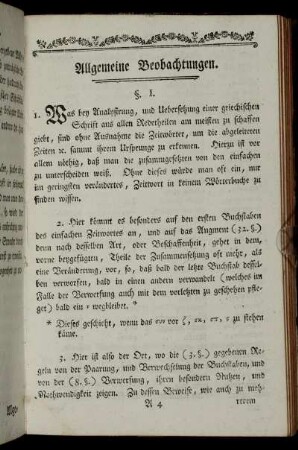 Allgemeine Beobachtungen.
§. I.
1. Was bey Analysirung, und Uebersetzung einer griechischen
Schrift aus allen Redetheilen am meisten zu schaffen
giebt, sind ohne Ausnahme die Zeitwörter, um die abgeleiteten
Zeiten ꝛc. sammt ihrem Ursprunge zu erkennen. Hierzu ist vor
allem nöthig, daß man die zusammgesetzten von den einfachen
zu unterscheiden weiß. Ohne dieses würde man oft ein, nur
im geringsten verändertes, Zeitwort in keinem Wörterbuche zu
finden wissen.
2. Hier kömmt es besonders auf den ersten Buchstaben
des einfachen Zeitwortes an, und auf das Augment (32. §.)
denn nach desselben Art, oder Beschaffenheit, gehet in dem,
vorne beygefügten, Theile der Zusammensetzung oft mehr, als
eine Veränderung, vor, so, daß bald der letzte Buchstab dessel-
ben verworfen, bald in einen andern verwandelt (welches im
Falle der Verwerfung auch mit dem vorletzten zu geschehen pfle-
get) bald ein ν wegbleibet. *
* Dieses geschieht, wenn das συν vor ζ, σκ, στ, zu stehen
käme.
3. Hier ist also der Ort, wo die (3. §.) gegebenen Re-
geln von der Paarung, und Verwechslung der Buchstaben, und
von der (8. §.) Verwerfung, ihren besondern Nutzen, und
Nothwendigkeit zeigen. Zu dessen Beweise, wie auch zu meh-
A 4
rerem